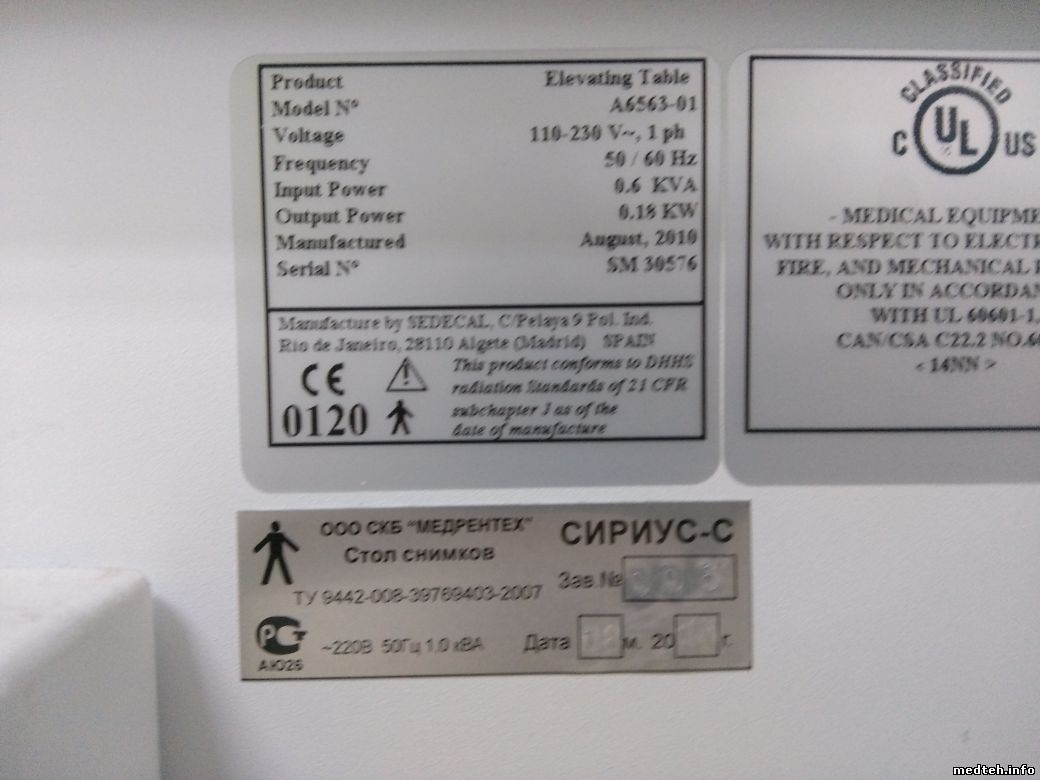 Product Elevating Table
Model Nº A6563-01
Voltage 110-230 V~, 1 ph
Frequency 50 / 60 Hz
Input Power 0.6 KVA
Output Power 0.18 KW
Manufactured August, 2010
Serial Nº SM 30576
Manufacture by SEDECAL, C/Pelaya 9 Pol. Ind.
Rio de Janeiro, 28110 Algete (Madrid) SPAIN
CE
0120
This product conforms to DHHS
radiation Standards of 21 CFR
subchapter J as of the
date of manufacture
CLASSIFIED
C UL US
- MEDICAL EQUIPME
WITH RESPECT TO ELECTR
FIRE, AND MECHANICAL
ONLY IN ACCORDAN
WITH UL 60601-1,
CAN/CSA C22.2 NO.60
< 14NN >
ООО СКБ "МЕДРЕНТЕХ"
Стол снимков
СИРИУС-С
Зав.№
ТУ 9442-008-39769403-2007
РСТ
АЮ26
~220В 50Гц 1,0 кВА
Дата м. 20 г.
medteh.info